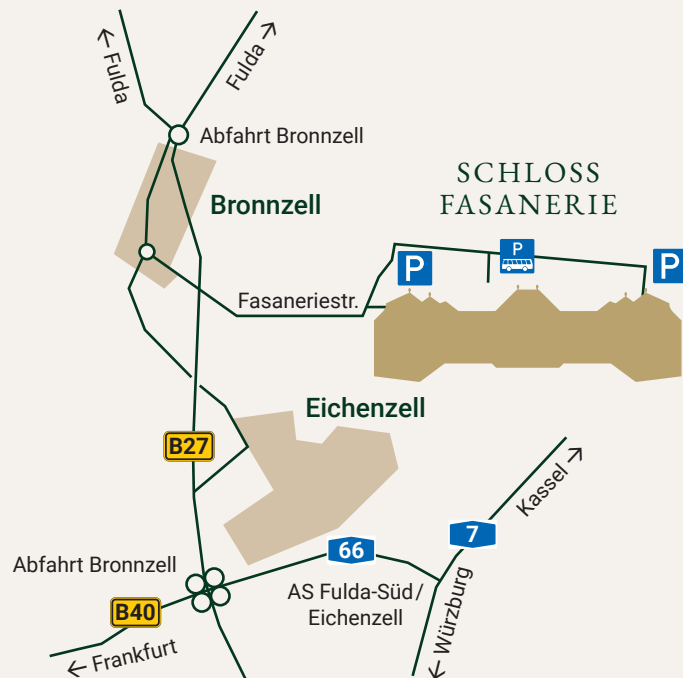 ← Fulda
Fulda →
Abfahrt Bronnzell
SCHLOSS
FASANERIE
Bronnzell
P
P
P
Fasaneriestr.
Eichenzell
B27
Kassel →
7
66
Abfahrt Bronnzell
AS Fulda-Süd/
Eichenzell
B40
← Würzburg
← Frankfurt